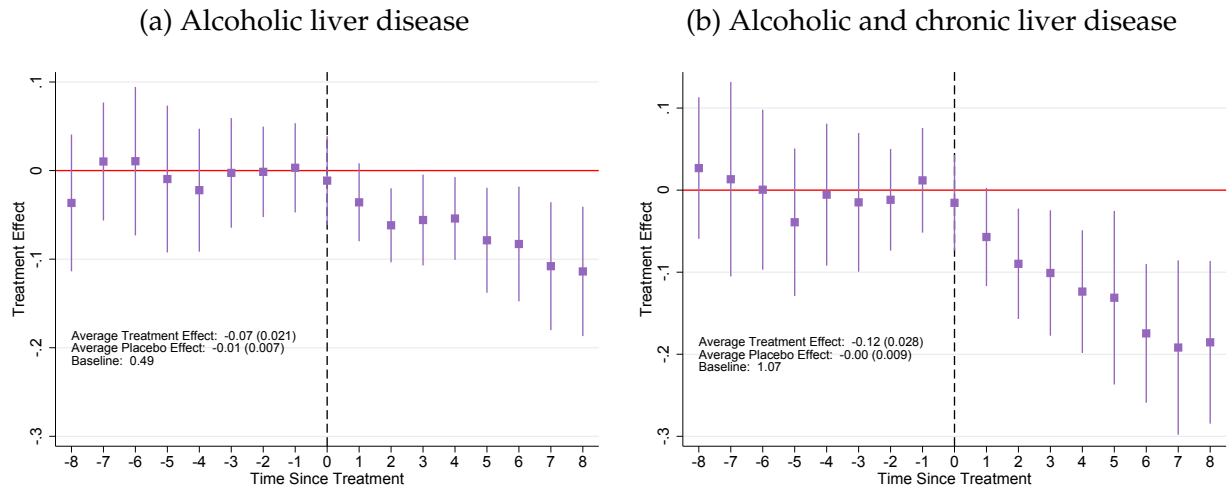 (a) Alcoholic liver disease
.1
0
-.1
-.2
-.3
Treatment Effect
Average Treatment Effect: -0.07 (0.021)
Average Placebo Effect: -0.01 (0.007)
Baseline: 0.49
-8 -7 -6 -5 -4 -3 -2 -1 0 1 2 3 4 5 6 7 8
Time Since Treatment
(b) Alcoholic and chronic liver disease
.1
0
-.1
-.2
-.3
Treatment Effect
Average Treatment Effect: -0.12 (0.028)
Average Placebo Effect: -0.00 (0.009)
Baseline: 1.07
-8 -7 -6 -5 -4 -3 -2 -1 0 1 2 3 4 5 6 7 8
Time Since Treatment